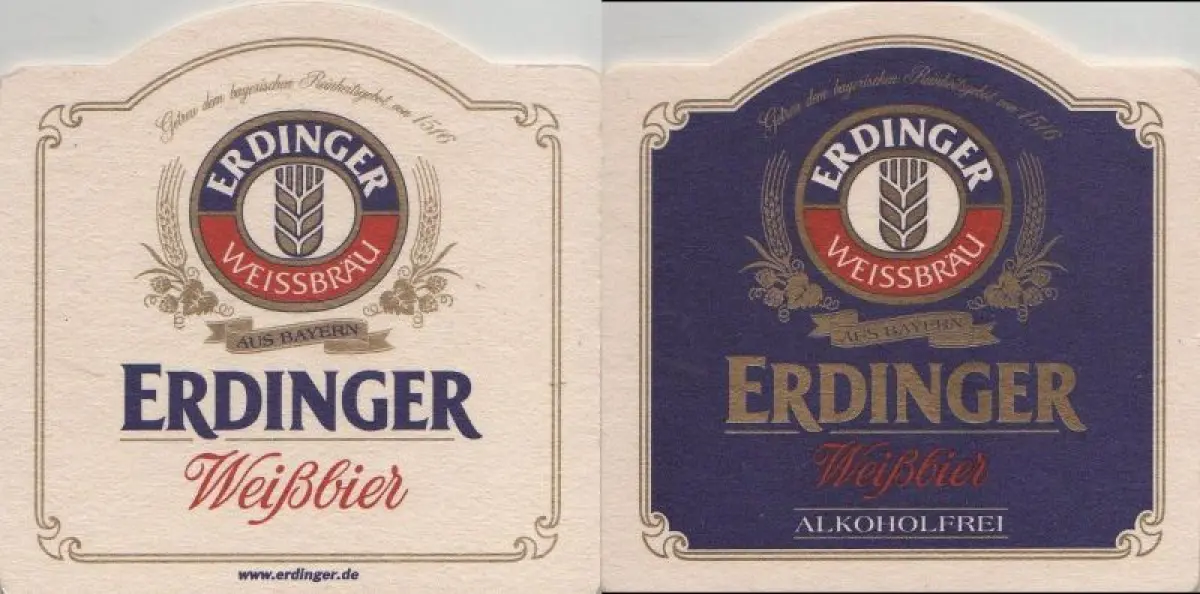 Getreu dem bayerischen Reinheitsgebot von 1516
ERDINGER
WEISSBRÄU
AUS BAYERN
ERDINGER
Weißbier
www.erdinger.de
Getreu dem bayerischen Reinheitsgebot von 1516
ERDINGER
WEISSBRÄU
AUS BAYERN
ERDINGER
Weißbier
ALKOHOLFREI